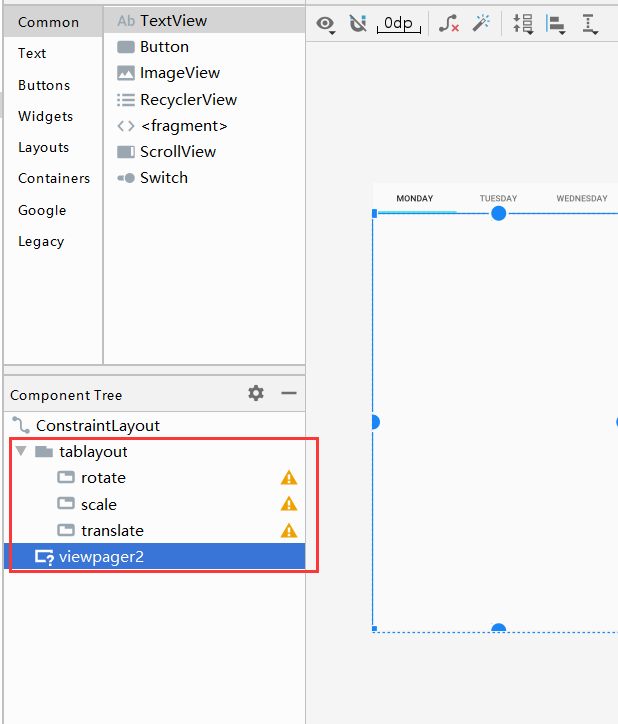 Common
Text
Buttons
Widgets
Layouts
Containers
Google
Legacy
Ab TextView
Button
ImageView
RecyclerView
<fragment>
ScrollView
Switch
0dp
MONDAY TUESDAY WEDNESDAY
Component Tree
ConstraintLayout
tablayout
rotate
scale
translate
viewpager2